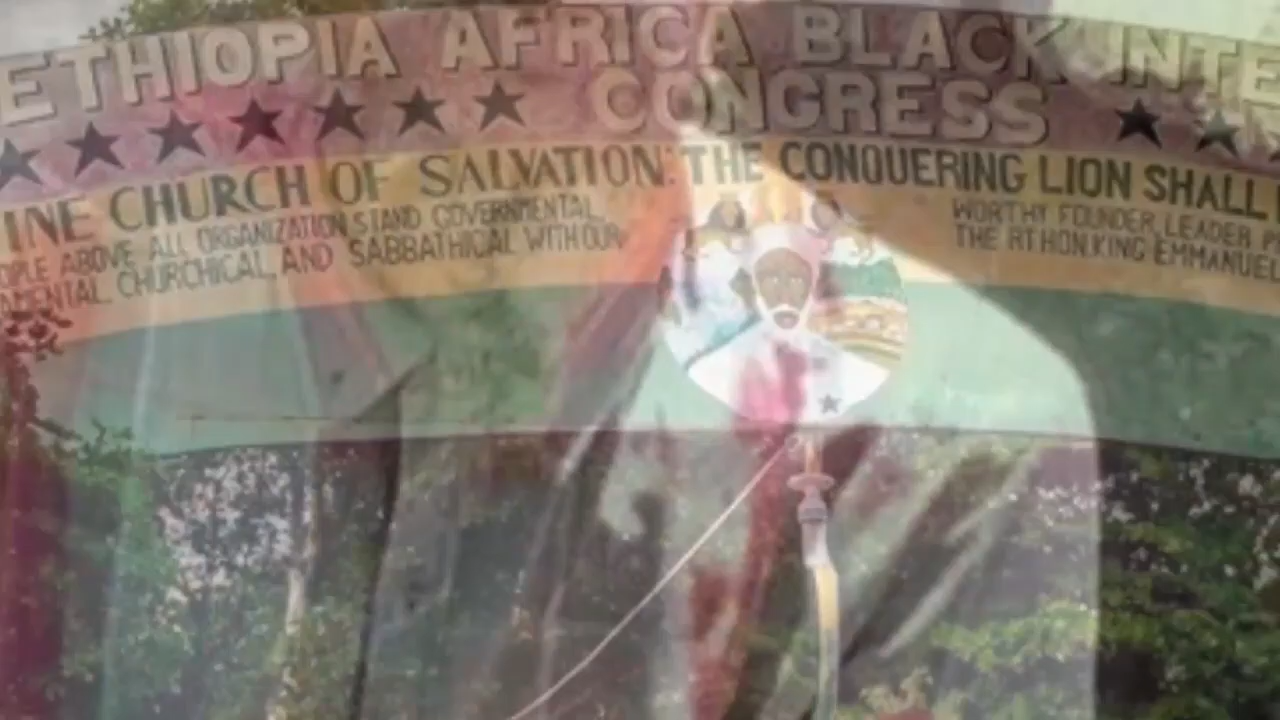 ETHIOPIA AFRICA BLACK INTE
CONGRESS
INE CHURCH OF SALVATION: THE CONQUERING LION SHALL
OPLE ABOVE ALL ORGANIZATION STAND GOVERNMENTAL,
AMENTAL, CHURCHICAL, AND SABBATHICAL WITH OUR
WORTHY FOUNDER, LEADER P
THE RT HON. KING EMMANUEL